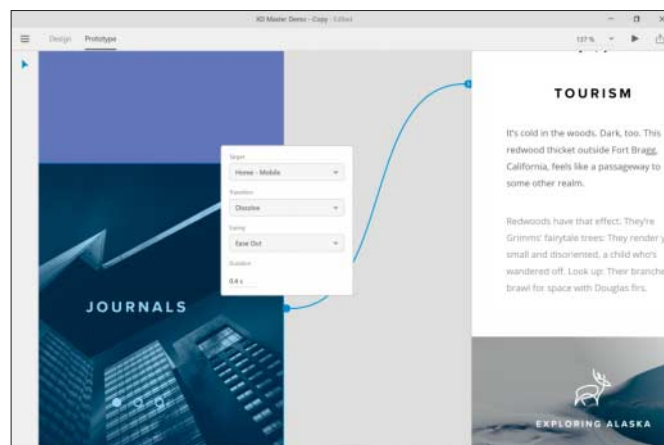 XD Master Demo - Copy - Edited
Design Prototype
137 %
TOURISM
It's cold in the woods. Dark, too. This
redwood thicket outside Fort Bragg,
California, feels like a passageway to
some other realm.
Redwoods have that effect. They're
Grimms' fairytale trees: They render y
small and disoriented, a child who's
wandered off. Look up: Their branche
brawl for space with Douglas firs.
Target
Home - Mobile
Transition
Dissolve
Easing
Ease Out
Duration
0.4 s
JOURNALS
EXPLORING ALASKA